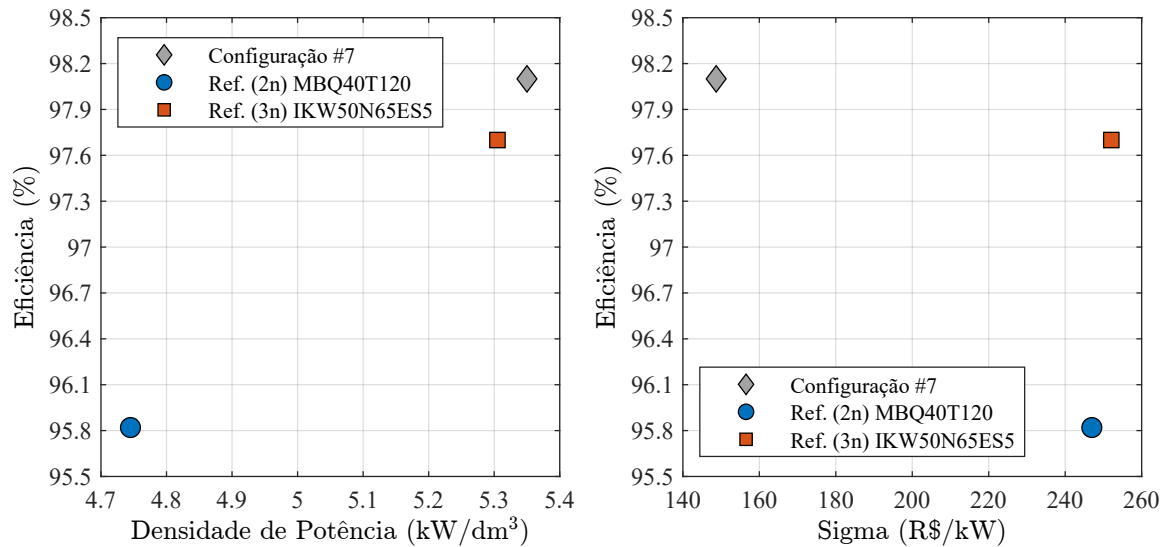 98.5
98.2
97.9
97.6
97.3
97
96.7
96.4
96.1
95.8
95.5
Eficiência (%)
Configuração #7
Ref. (2n) MBQ40T120
Ref. (3n) IKW50N65ES5
4.7 4.8 4.9 5 5.1 5.2 5.3 5.4
Densidade de Potência (kW/dm³)
98.5
98.2
97.9
97.6
97.3
97
96.7
96.4
96.1
95.8
95.5
Eficiência (%)
Configuração #7
Ref. (2n) MBQ40T120
Ref. (3n) IKW50N65ES5
140 160 180 200 220 240 260
Sigma (R$/kW)